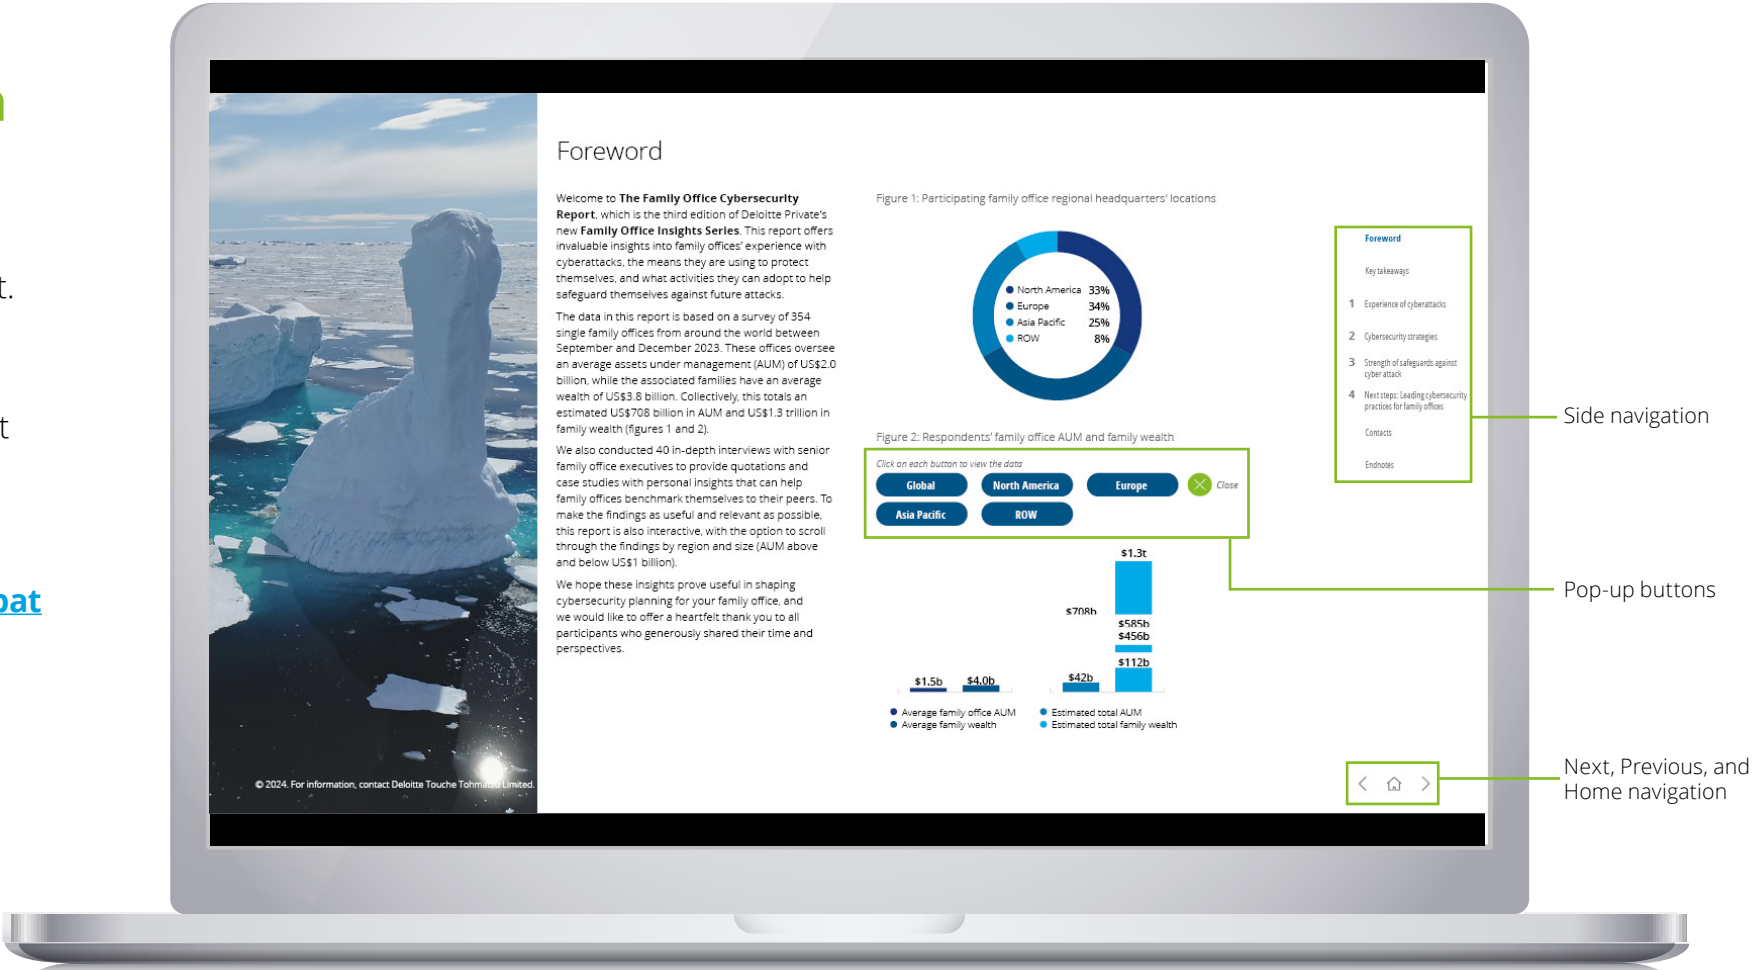 t.
t
bat
Foreword
Welcome to The Family Office Cybersecurity
Report, which is the third edition of Deloitte Private's
new Family Office Insights Series. This report offers
invaluable insights into family offices' experience with
cyberattacks, the means they are using to protect
themselves, and what activities they can adopt to help
safeguard themselves against future attacks.
The data in this report is based on a survey of 354
single family offices from around the world between
September and December 2023. These offices oversee
an average assets under management (AUM) of US$2.0
billion, while the associated families have an average
wealth of US$3.8 billion. Collectively, this totals an
estimated US$708 billion in AUM and US$1.3 trillion in
family wealth (figures 1 and 2).
We also conducted 40 in-depth interviews with senior
family office executives to provide quotations and
case studies with personal insights that can help
family offices benchmark themselves to their peers. To
make the findings as useful and relevant as possible,
this report is also interactive, with the option to scroll
through the findings by region and size (AUM above
and below US$1 billion).
We hope these insights prove useful in shaping
cybersecurity planning for your family office, and
we would like to offer a heartfelt thank you to all
participants who generously shared their time and
perspectives.
© 2024. For information, contact Deloitte Touche Tohmatsu Limited.
Figure 1: Participating family office regional headquarters' locations
North America 33%
Europe 34%
Asia Pacific 25%
ROW 8%
Figure 2: Respondents' family office AUM and family wealth
Click on each button to view the data
Global North America Europe Close
Asia Pacific ROW
$1.3t
$708b
$585b
$456b
$112b
$1.5b $4.0b $42b
Average family office AUM
Average family wealth
Estimated total AUM
Estimated total family wealth
Foreword
Key takeaways
1 Experience of cyberattacks
2 Cybersecurity strategies
3 Strength of safeguards against
cyber attack
4 Next steps: Leading cybersecurity
practices for family offices
Contacts
Endnotes
Side navigation
Pop-up buttons
Next, Previous, and
Home navigation